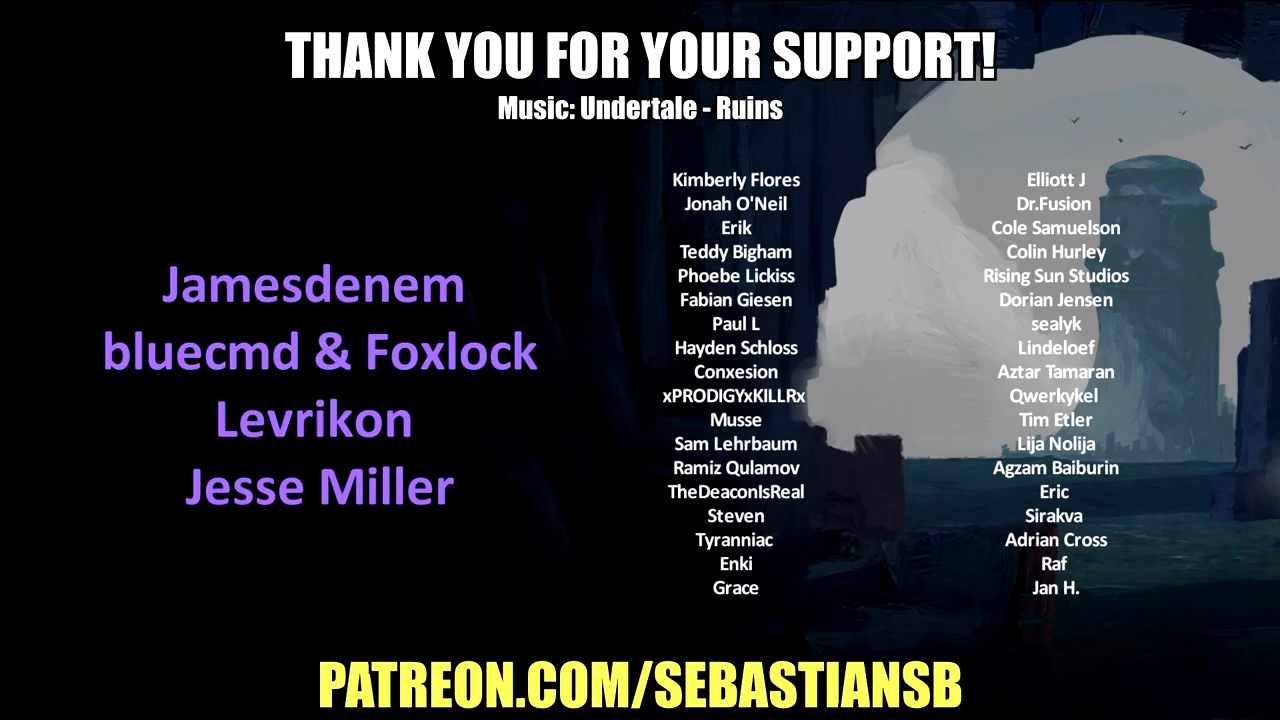 THANK YOU FOR YOUR SUPPORT!
Music: Undertale - Ruins
Jamesdenem
bluecmd & Foxlock
Levrikon
Jesse Miller
Kimberly Flores
Jonah O'Neil
Erik
Teddy Bigham
Phoebe Lickiss
Fabian Giesen
Paul L
Hayden Schloss
Conxesion
xPRODIGYxKILLRx
Musse
Sam Lehrbaum
Ramiz Qulamov
TheDeaconIsReal
Steven
Tyranniac
Enki
Grace
Elliott J
Dr.Fusion
Cole Samuelson
Colin Hurley
Rising Sun Studios
Dorian Jensen
sealyk
Lindeloef
Aztar Tamaran
Qwerkykel
Tim Etler
Lija Nolija
Agzam Baiburin
Eric
Sirakva
Adrian Cross
Raf
Jan H.
PATREON.COM/SEBASTIANSB